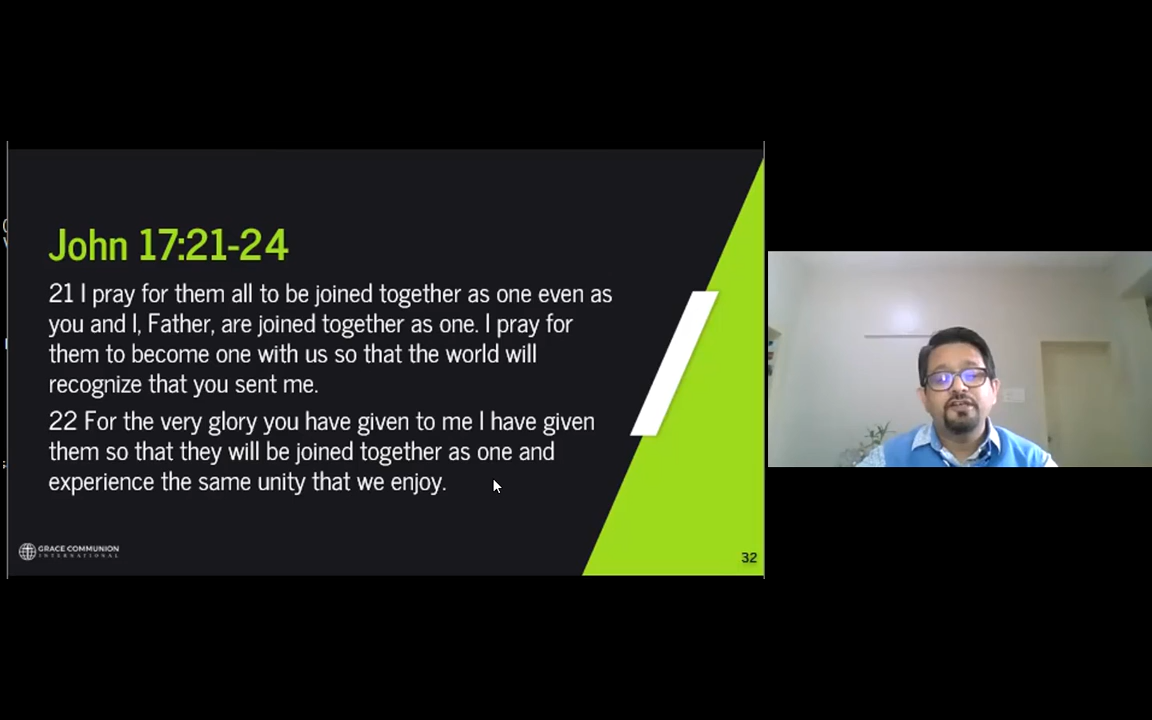 John 17:21-24
21 I pray for them all to be joined together as one even as
you and I, Father, are joined together as one. I pray for
them to become one with us so that the world will
recognize that you sent me.
22 For the very glory you have given to me I have given
them so that they will be joined together as one and
experience the same unity that we enjoy.
GRACE COMMUNION
INTERNATIONAL
32